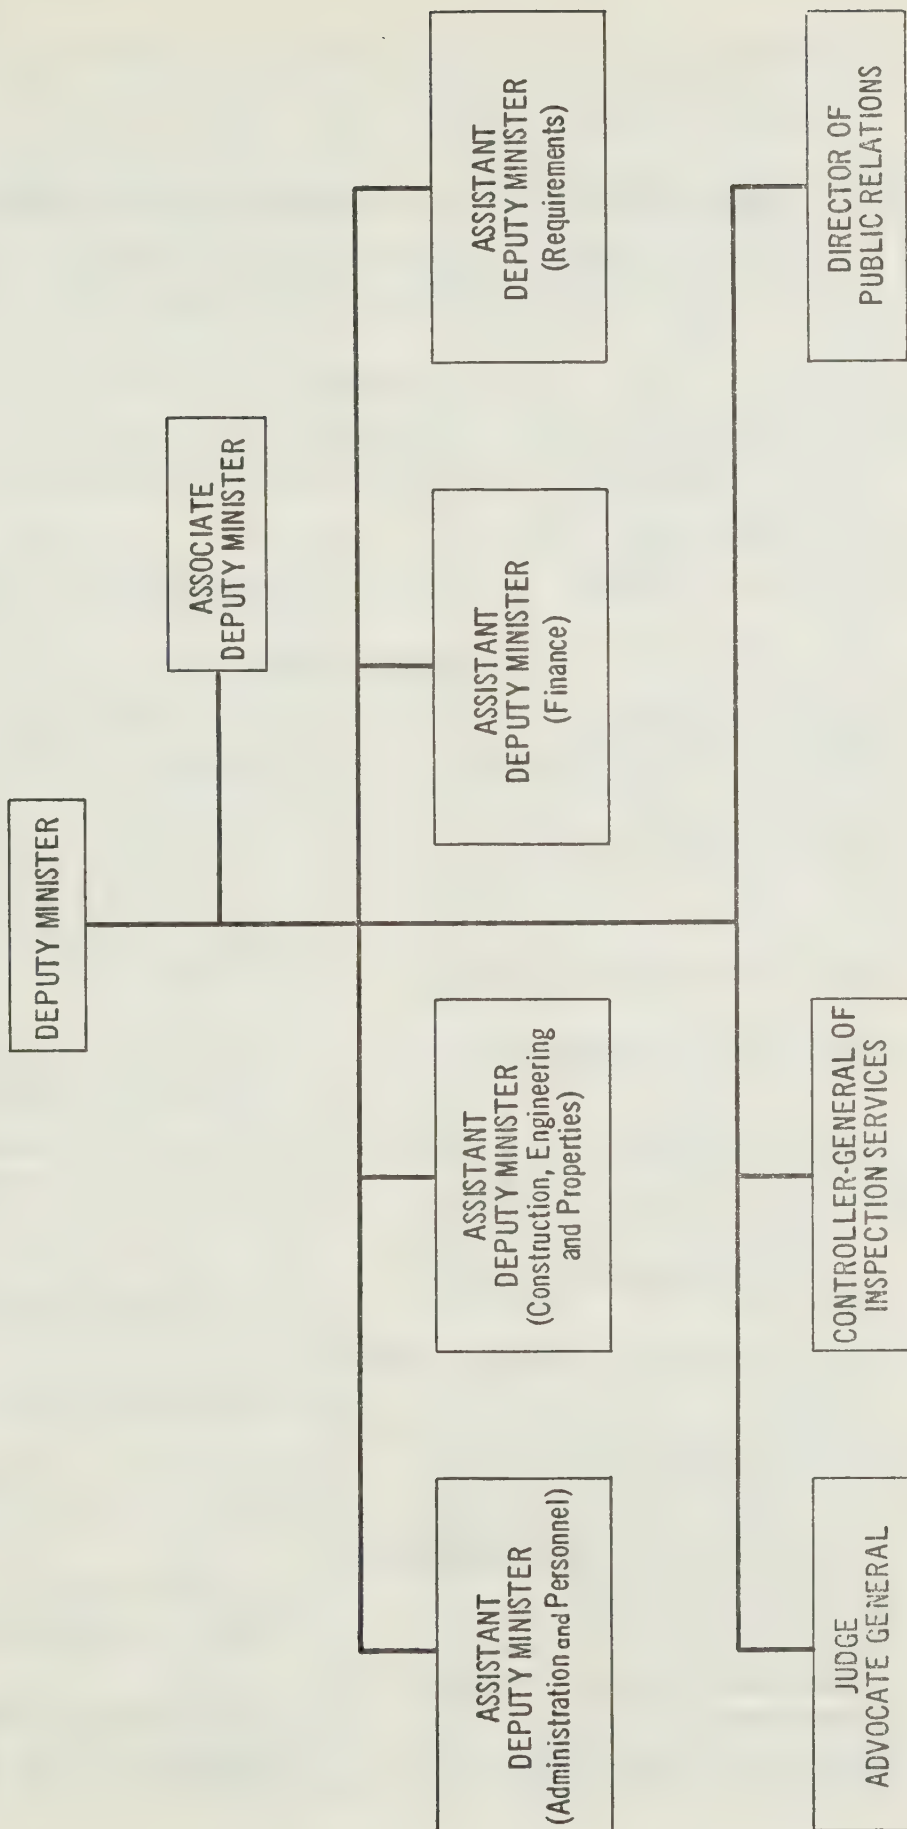 DEPUTY MINISTER
ASSOCIATE
DEPUTY MINISTER
ASSISTANT
DEPUTY MINISTER
(Administration and Personnel)
ASSISTANT
DEPUTY MINISTER
(Construction, Engineering
and Properties)
ASSISTANT
DEPUTY MINISTER
(Finance)
ASSISTANT
DEPUTY MINISTER
(Requirements)
JUDGE
ADVOCATE GENERAL
CONTROLLER-GENERAL OF
INSPECTION SERVICES
DIRECTOR OF
PUBLIC RELATIONS